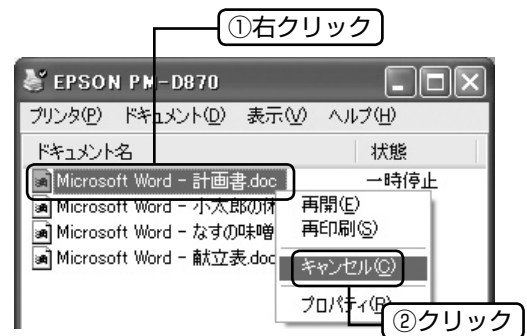 ①右クリック
EPSON PM-D870
プリンタ(P) ドキュメント(D) 表示(V) ヘルプ(H)
ドキュメント名 状態
Microsoft Word - 計画書.doc 一時停止
Microsoft Word - 小太郎の休
Microsoft Word - なすの味噌
Microsoft Word - 献立表.doc
再開(E)
再印刷(S)
キャンセル(C)
プロパティ(R)
②クリック